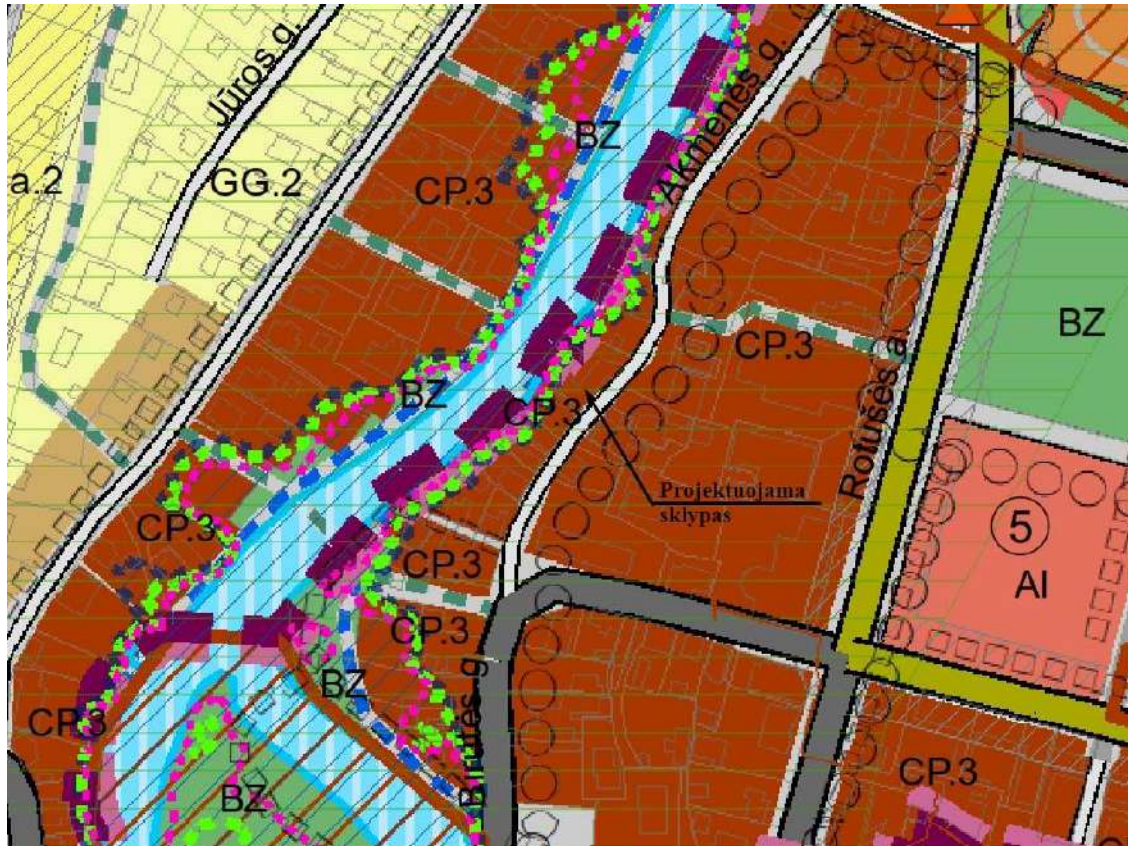 Jūros g.
Akmenės g.
BZ
a.2
GG.2
CP.3
BZ
CP.3
Rotušės a.
BZ
CP.3
Projektuojama
sklypas
5
CP.3
CP.3
AI
CP.3
BZ
Birutės g.
CP.3
CP.3
BZ